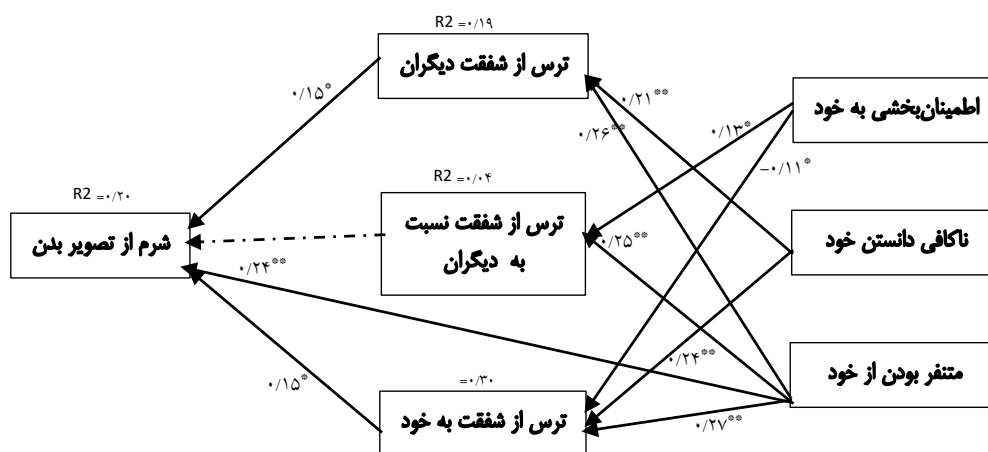 R2 =۰/۱۹
ترس از شفقت دیگران
۰/۱۵*
۰/۲۱**
۰/۲۶**
۰/۱۳*
-۰/۱۱*
اطمینان‌بخشی به خود
R2 =۰/۲۰
شرم از تصویر بدن
R2 =۰/۰۴
ترس از شفقت نسبت
به دیگران
۰/۲۵**
ناکافی دانستن خود
۰/۲۴**
۰/۲۴**
متنفر بودن از خود
۰/۱۵*
=۰/۳۰
ترس از شفقت به خود
۰/۲۷**